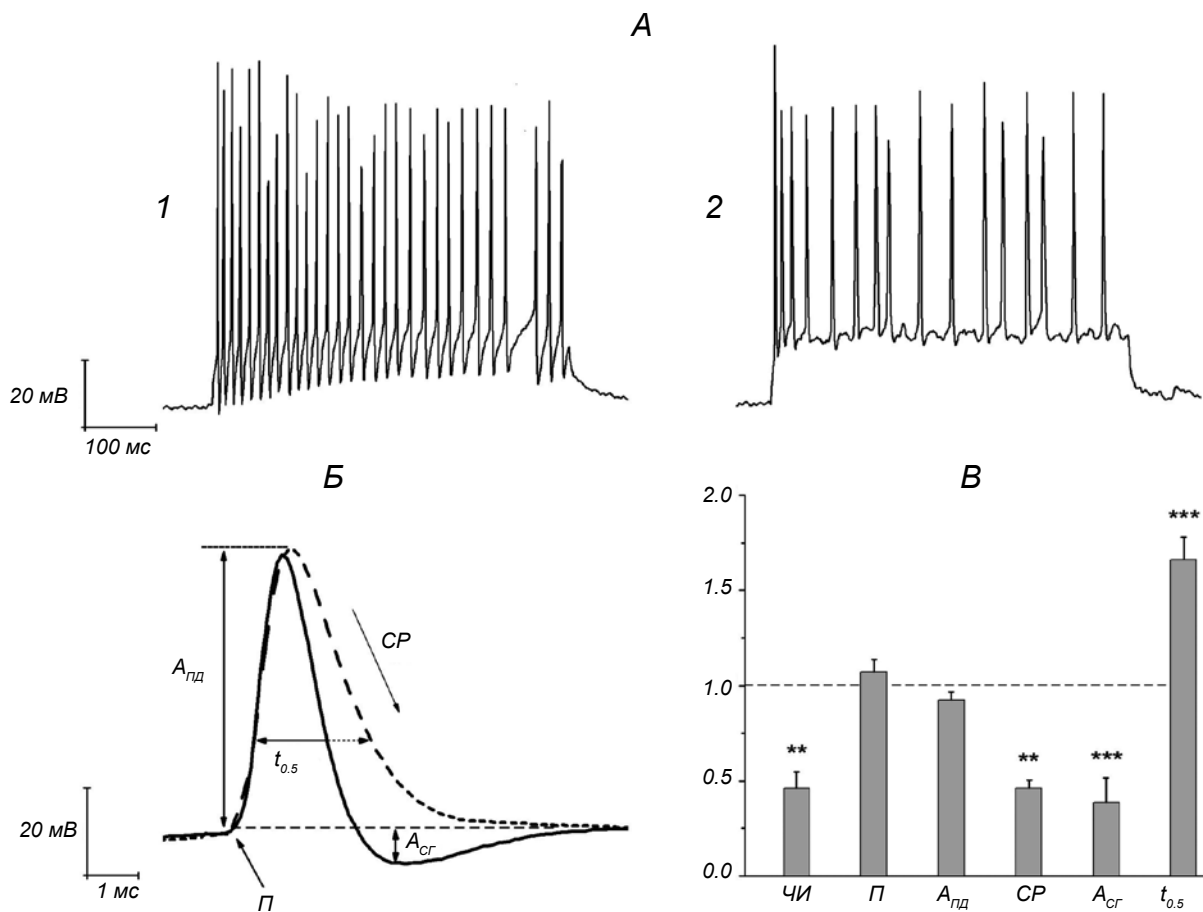 А
1
2
20 мВ
100 мс
Б
A_ПД
СР
t_0.5
20 мВ
A_СГ
1 мс
П
В
2.0
1.5
1.0
0.5
0.0
**
**
***
***
ЧИ
П
A_ПД
СР
A_СГ
t_0.5